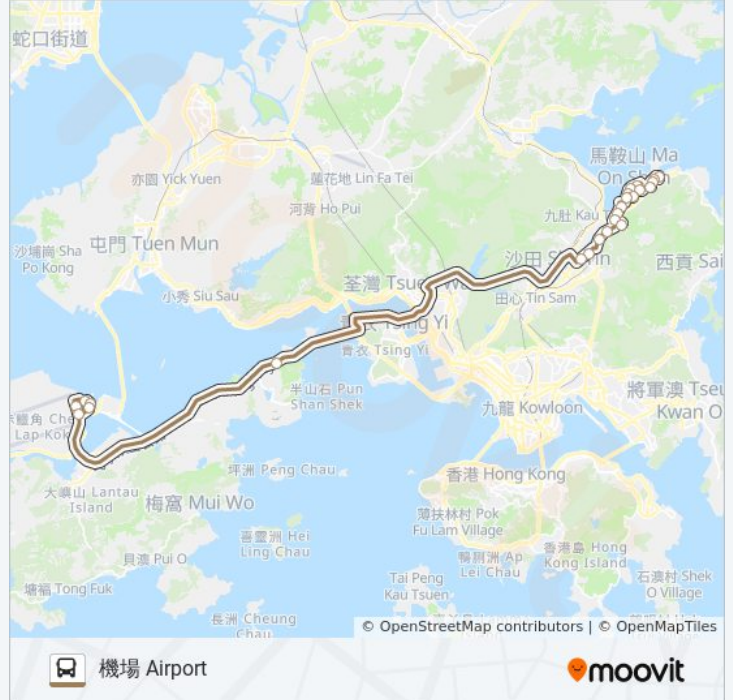 蛇口街道
馬鞍山 Ma
On Shan
亦園 Yick Yuen
蓮花地 Lin Fa Tei
河背 Ho Pui
九肚 Kau
屯門 Tuen Mun
沙埔崗 Sha
Po Kong
沙田
西貢 Sai
小秀 Siu Sau
荃灣 Tsuen
田心 Tin Sam
Tsing Yi
青衣 Tsing Yi
半山石 Pun
Shan Shek
將軍澳 Tseu
Kwan O
九龍 Kowloon
鱲角 Che
Lap Kok
坪洲 Peng Chau
香港 Hong Kong
大嶼山 Lantau
Island
梅窩 Mui Wo
薄扶林村 Pok
Fu Lam Village
喜靈洲 Hei
Ling Chau
貝澳 Pui O
鴨脷洲 Ap
Lei Chau
香港島 Hong
Kong Island
塘福 Tong Fuk
Tai Peng
Kau Tsuen
石澳村 Shek
O Village
長洲 Cheung
Chau
© OpenStreetMap contributors | © OpenMapTiles
機場 Airport
moovit